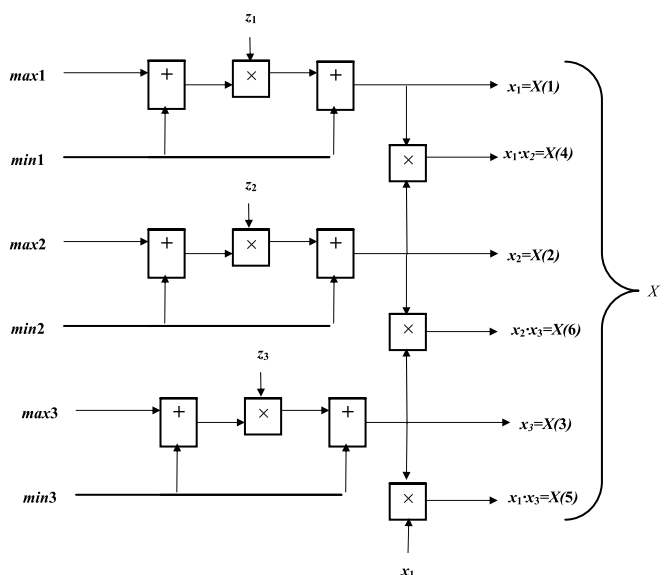 z₁
max1
+
×
+
x₁=X(1)
min1
×
x₁·x₂=X(4)
z₂
max2
+
×
+
x₂=X(2)
X
min2
×
x₂·x₃=X(6)
z₃
max3
+
×
+
x₃=X(3)
min3
×
x₁·x₃=X(5)
x₁